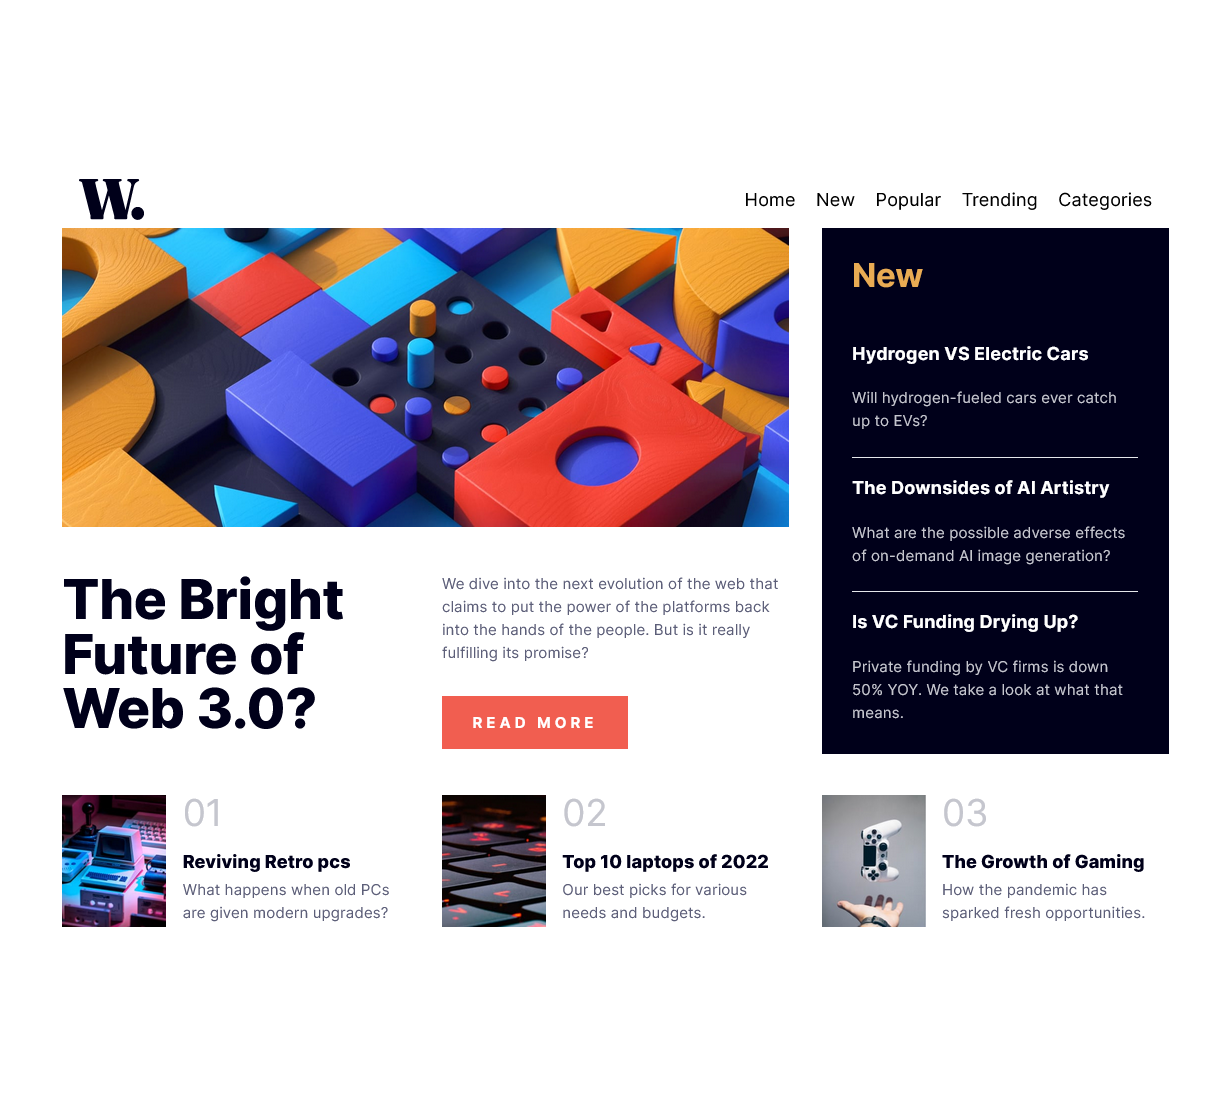 W.
Home New Popular Trending Categories
The Bright
Future of
Web 3.0?
We dive into the next evolution of the web that
claims to put the power of the platforms back
into the hands of the people. But is it really
fulfilling its promise?
READ MORE
New
Hydrogen VS Electric Cars
Will hydrogen-fueled cars ever catch
up to EVs?
The Downsides of AI Artistry
What are the possible adverse effects
of on-demand AI image generation?
Is VC Funding Drying Up?
Private funding by VC firms is down
50% YOY. We take a look at what that
means.
01
Reviving Retro pcs
What happens when old PCs
are given modern upgrades?
02
Top 10 laptops of 2022
Our best picks for various
needs and budgets.
03
The Growth of Gaming
How the pandemic has
sparked fresh opportunities.